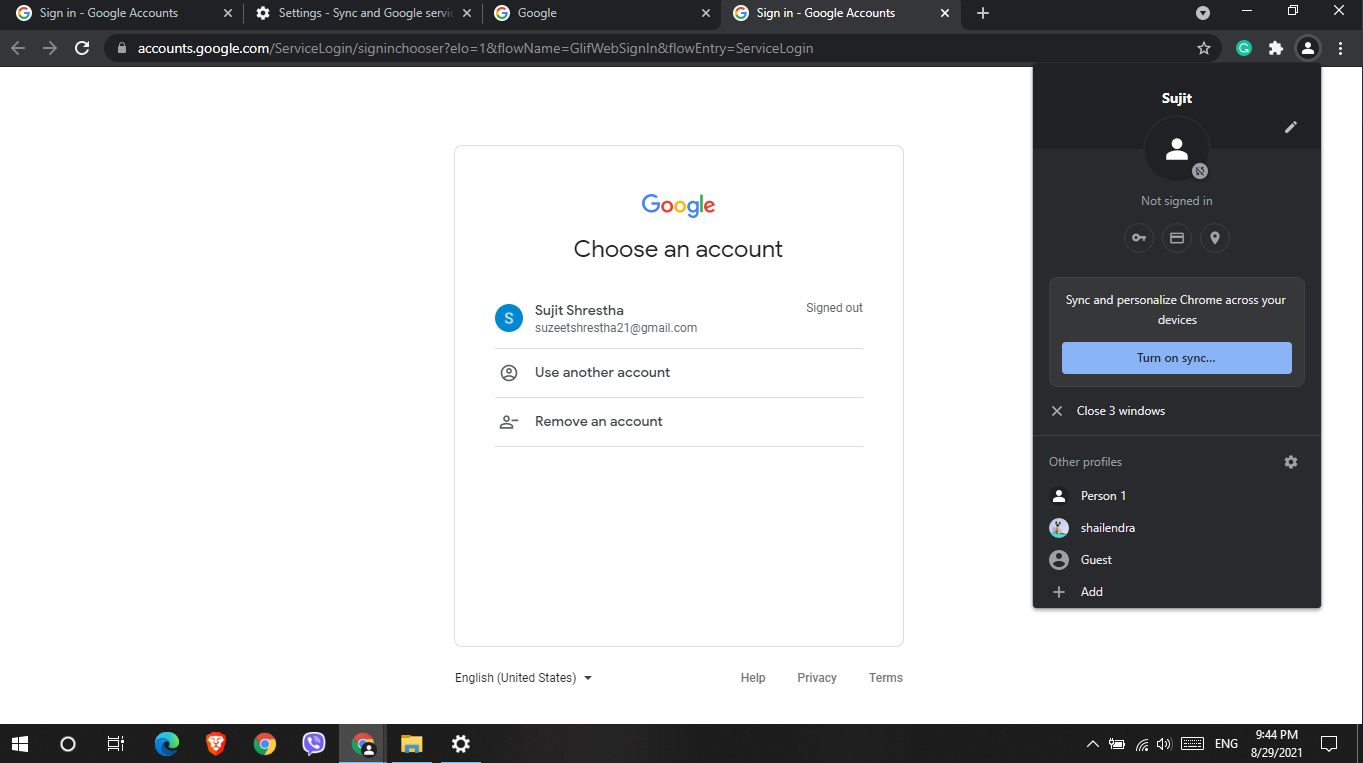 Sign in - Google Accounts
Settings - Sync and Google servic
Google
Sign in - Google Accounts
accounts.google.com/ServiceLogin/signinchooser?elo=1&flowName=GlifWebSignIn&flowEntry=ServiceLogin
Google
Choose an account
S
Sujit Shrestha
suzeetshrestha21@gmail.com
Signed out
Use another account
Remove an account
English (United States)
Help
Privacy
Terms
Sujit
Not signed in
Sync and personalize Chrome across your
devices
Turn on sync...
Close 3 windows
Other profiles
Person 1
shailendra
Guest
Add
ENG
9:44 PM
8/29/2021